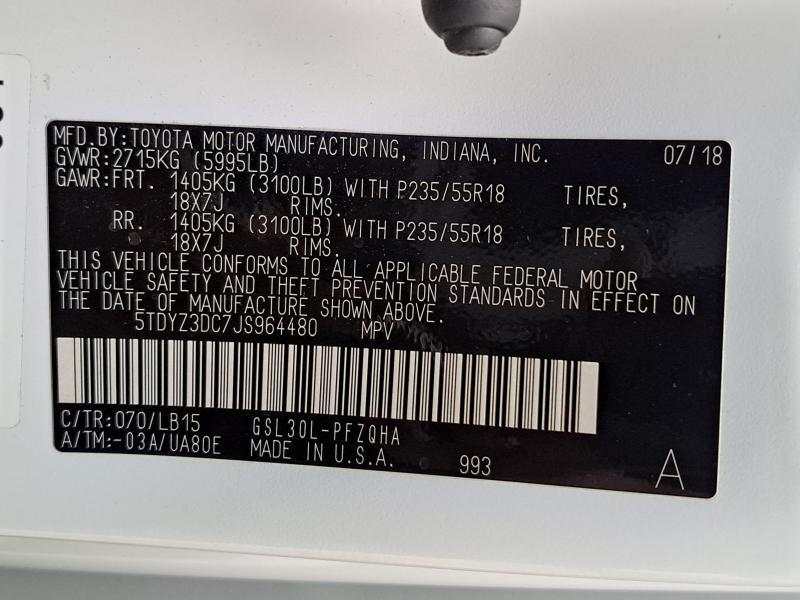 MFD.BY:TOYOTA MOTOR MANUFACTURING, INDIANA, INC. 07/18
GVWR:2715KG (5995LB)
GAWR:FRT. 1405KG (3100LB) WITH P235/55R18 TIRES,
18X7J RIMS.
RR. 1405KG (3100LB) WITH P235/55R18 TIRES,
18X7J RIMS.
THIS VEHICLE CONFORMS TO ALL APPLICABLE FEDERAL MOTOR
VEHICLE SAFETY AND THEFT PREVENTION STANDARDS IN EFFECT ON
THE DATE OF MANUFACTURE SHOWN ABOVE.
5TDYZ3DC7JS964480 MPV
C/TR:070/LB15 GSL30L-PFZQHA
A/TM:-03A/UA80E MADE IN U.S.A. 993 A